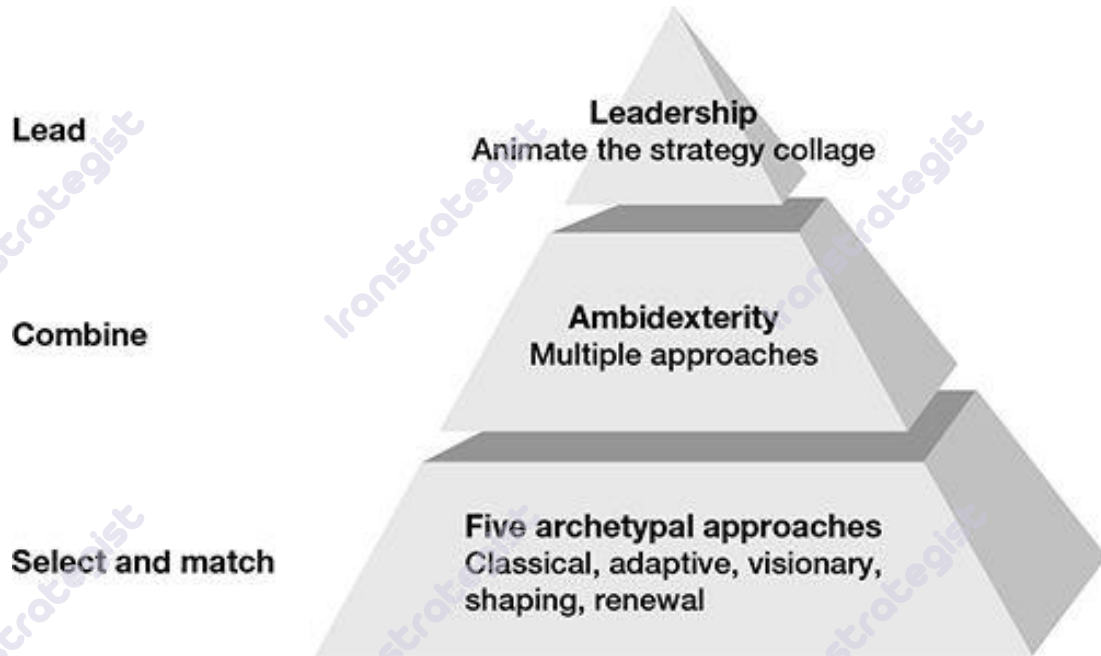 Lead
Leadership
Animate the strategy collage
Combine
Ambidexterity
Multiple approaches
Select and match
Five archetypal approaches
Classical, adaptive, visionary,
shaping, renewal
Iranstrategist